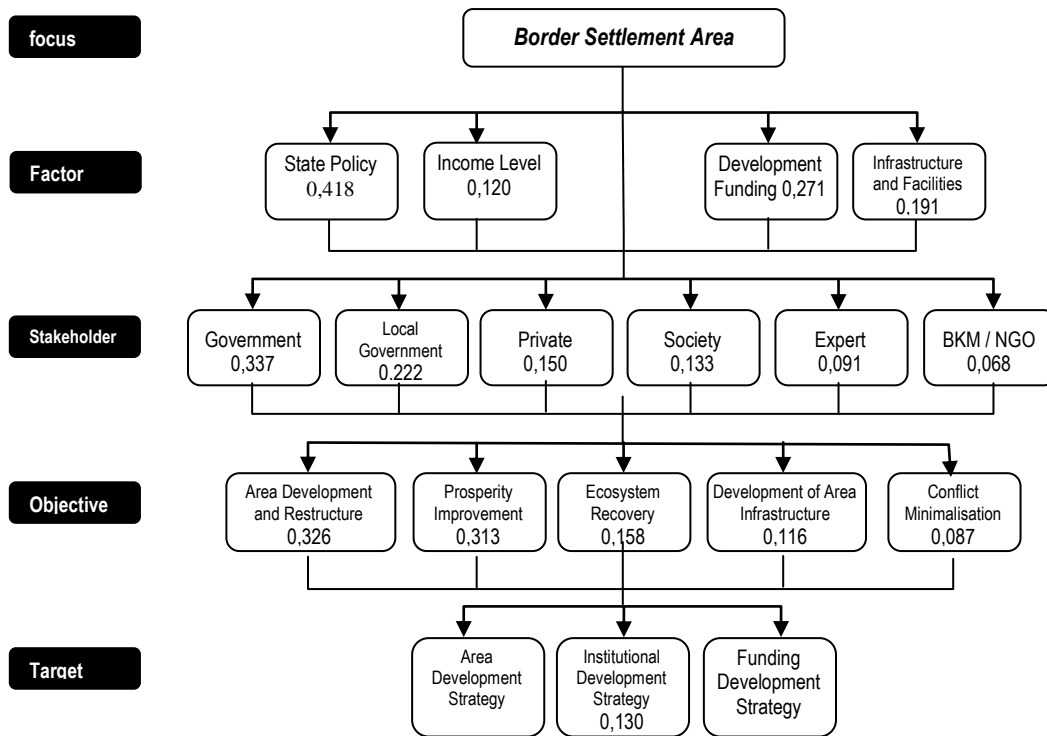 focus
Border Settlement Area
Factor
State Policy
0,418
Income Level
0,120
Development
Funding 0,271
Infrastructure
and Facilities
0,191
Stakeholder
Government
0,337
Local
Government
0.222
Private
0,150
Society
0,133
Expert
0,091
BKM / NGO
0,068
Objective
Area Development
and Restructure
0,326
Prosperity
Improvement
0,313
Ecosystem
Recovery
0,158
Development of Area
Infrastructure
0,116
Conflict
Minimalisation
0,087
Target
Area
Development
Strategy
Institutional
Development
Strategy
0,130
Funding
Development
Strategy